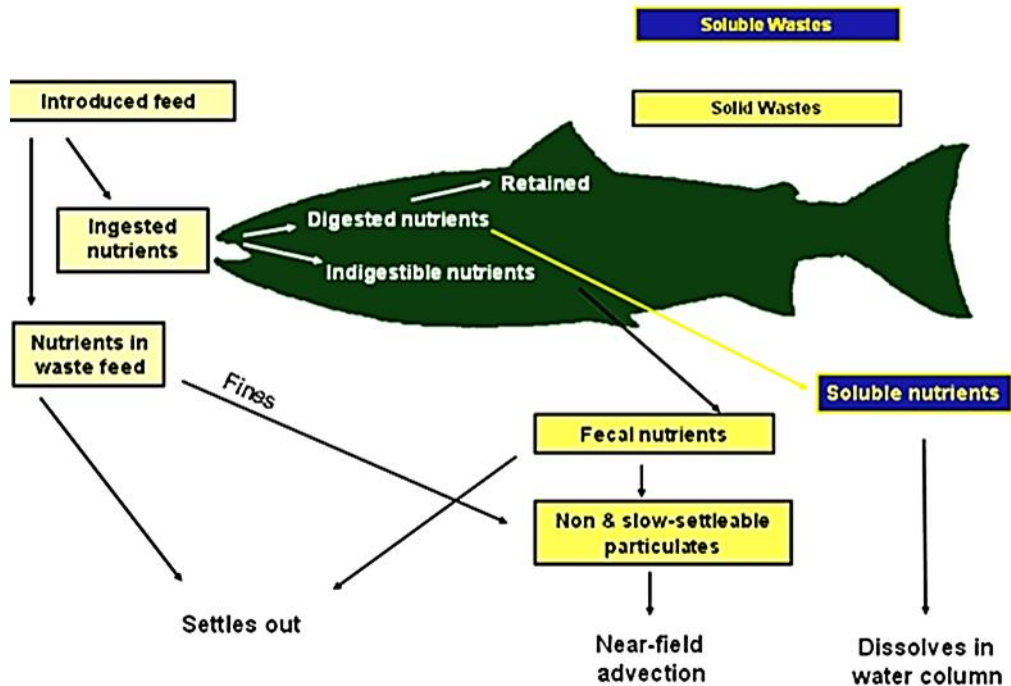 Soluble Wastes
Introduced feed
Solid Wastes
Retained
Ingested
nutrients
Digested nutrients
Indigestible nutrients
Nutrients in
waste feed
Fines
Soluble nutrients
Fecal nutrients
Non & slow-settleable
particulates
Settles out
Near-field
advection
Dissolves in
water column